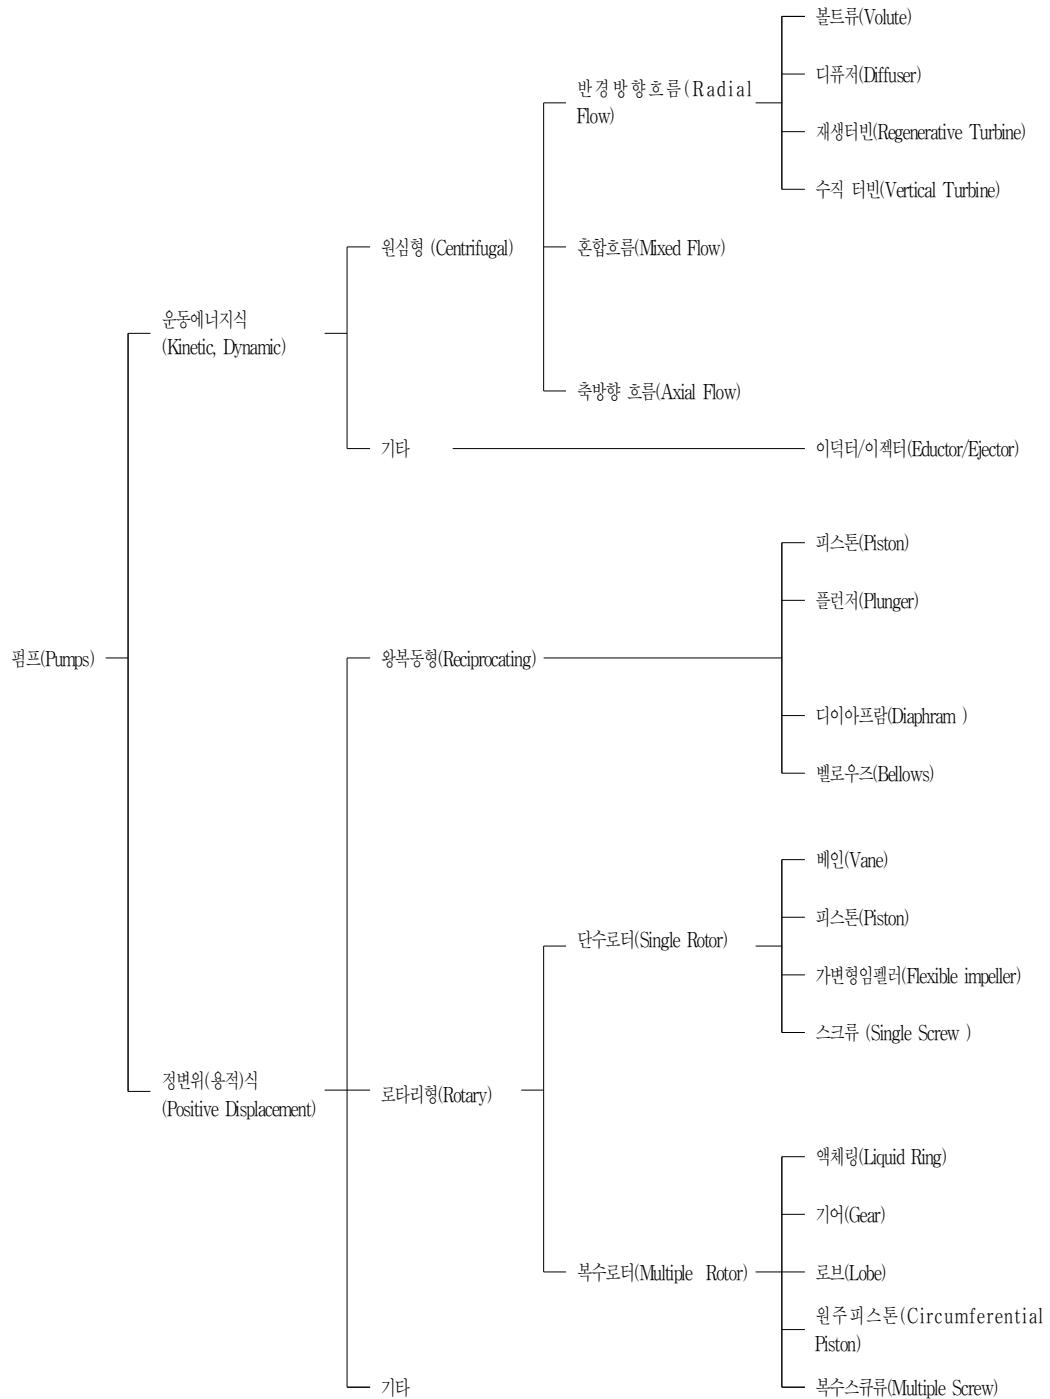 볼트류(Volute)
디퓨저(Diffuser)
반경방향흐름(Radial
Flow)
재생터빈(Regenerative Turbine)
수직 터빈(Vertical Turbine)
원심형 (Centrifugal)
혼합흐름(Mixed Flow)
운동에너지식
(Kinetic, Dynamic)
축방향 흐름(Axial Flow)
기타
이덕터/이젝터(Eductor/Ejector)
피스톤(Piston)
플런저(Plunger)
펌프(Pumps)
왕복동형(Reciprocating)
디이아프람(Diaphram )
벨로우즈(Bellows)
베인(Vane)
피스톤(Piston)
단수로터(Single Rotor)
가변형임펠러(Flexible impeller)
스크류 (Single Screw )
정변위(용적)식
(Positive Displacement)
로타리형(Rotary)
액체링(Liquid Ring)
기어(Gear)
복수로터(Multiple Rotor)
로브(Lobe)
원주피스톤(Circumferential
Piston)
기타
복수스큐류(Multiple Screw)